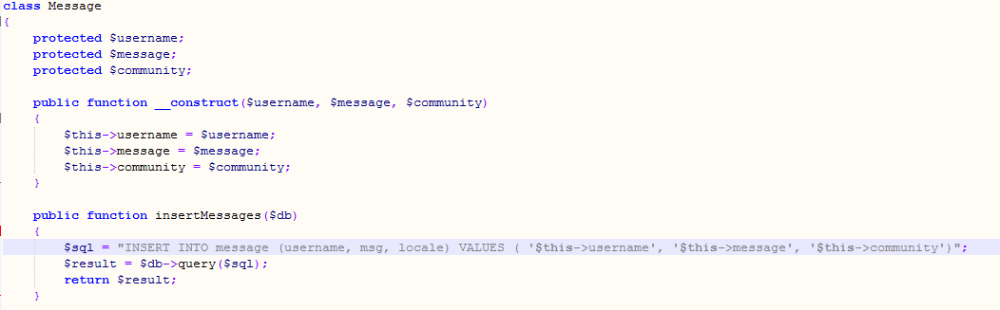 class Message
{
protected $username;
protected $message;
protected $community;
public function __construct($username, $message, $community)
{
$this->username = $username;
$this->message = $message;
$this->community = $community;
}
public function insertMessages($db)
{
$sql = "INSERT INTO message (username, msg, locale) VALUES ( '$this->username', '$this->message', '$this->community')";
$result = $db->query($sql);
return $result;
}